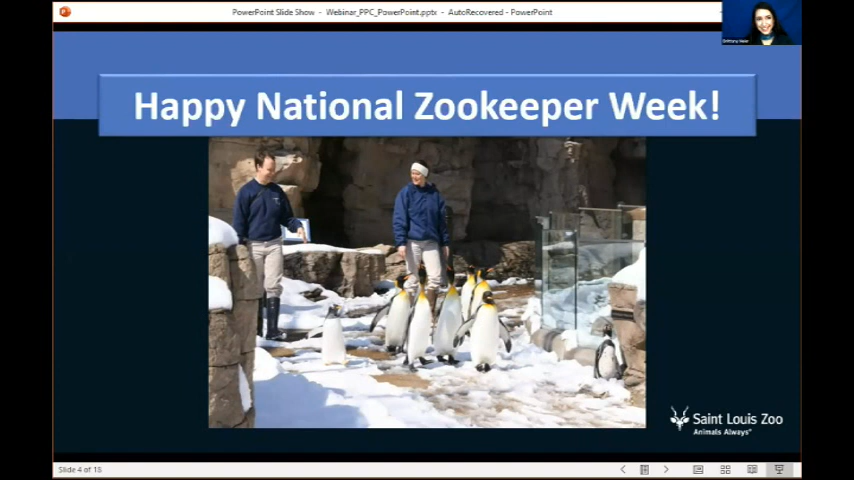 PowerPoint Slide Show - Webinar_PPC_PowerPoint.pptx - AutoRecovered - PowerPoint
Happy National Zookeeper Week!
Saint Louis Zoo
Animals Always®
Slide 4 of 15